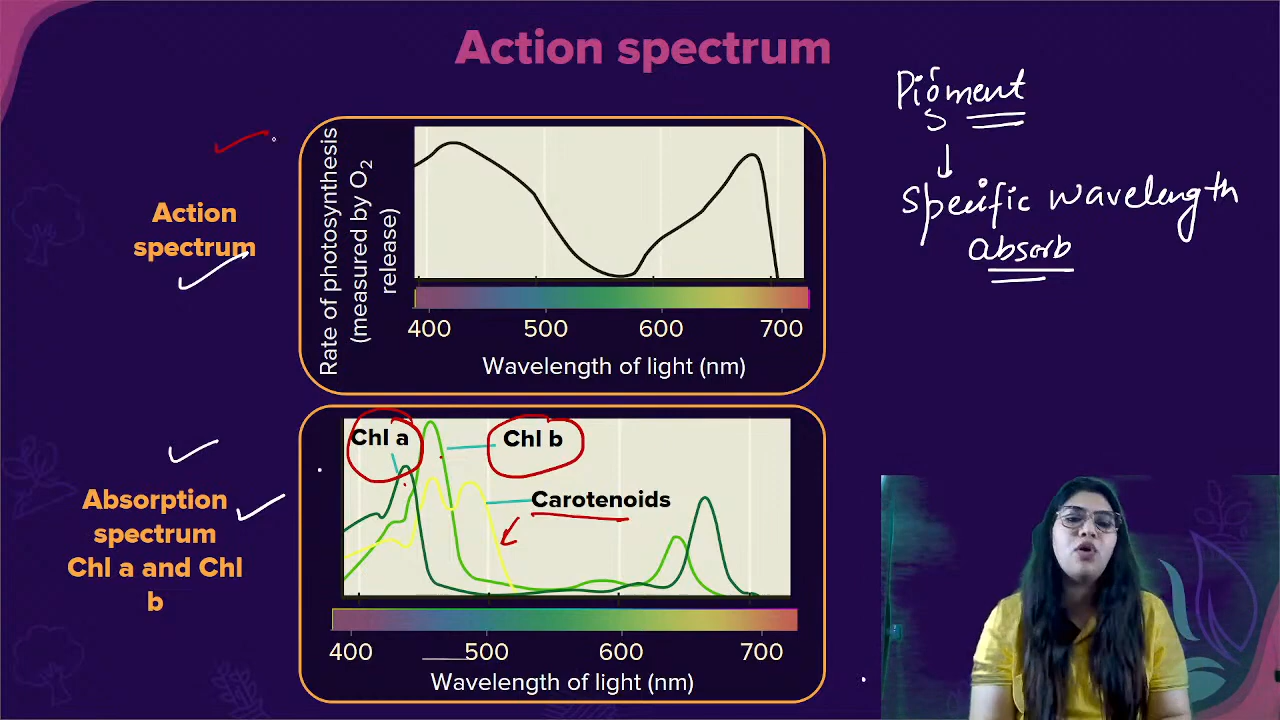 Action spectrum
Pigment
↓
Specific wavelength
absorb
Action
spectrum
Rate of photosynthesis
(measured by O₂
release)
400 500 600 700
Wavelength of light (nm)
Absorption
spectrum
Chl a and Chl
b
Chl a
Chl b
Carotenoids
400 500 600 700
Wavelength of light (nm)